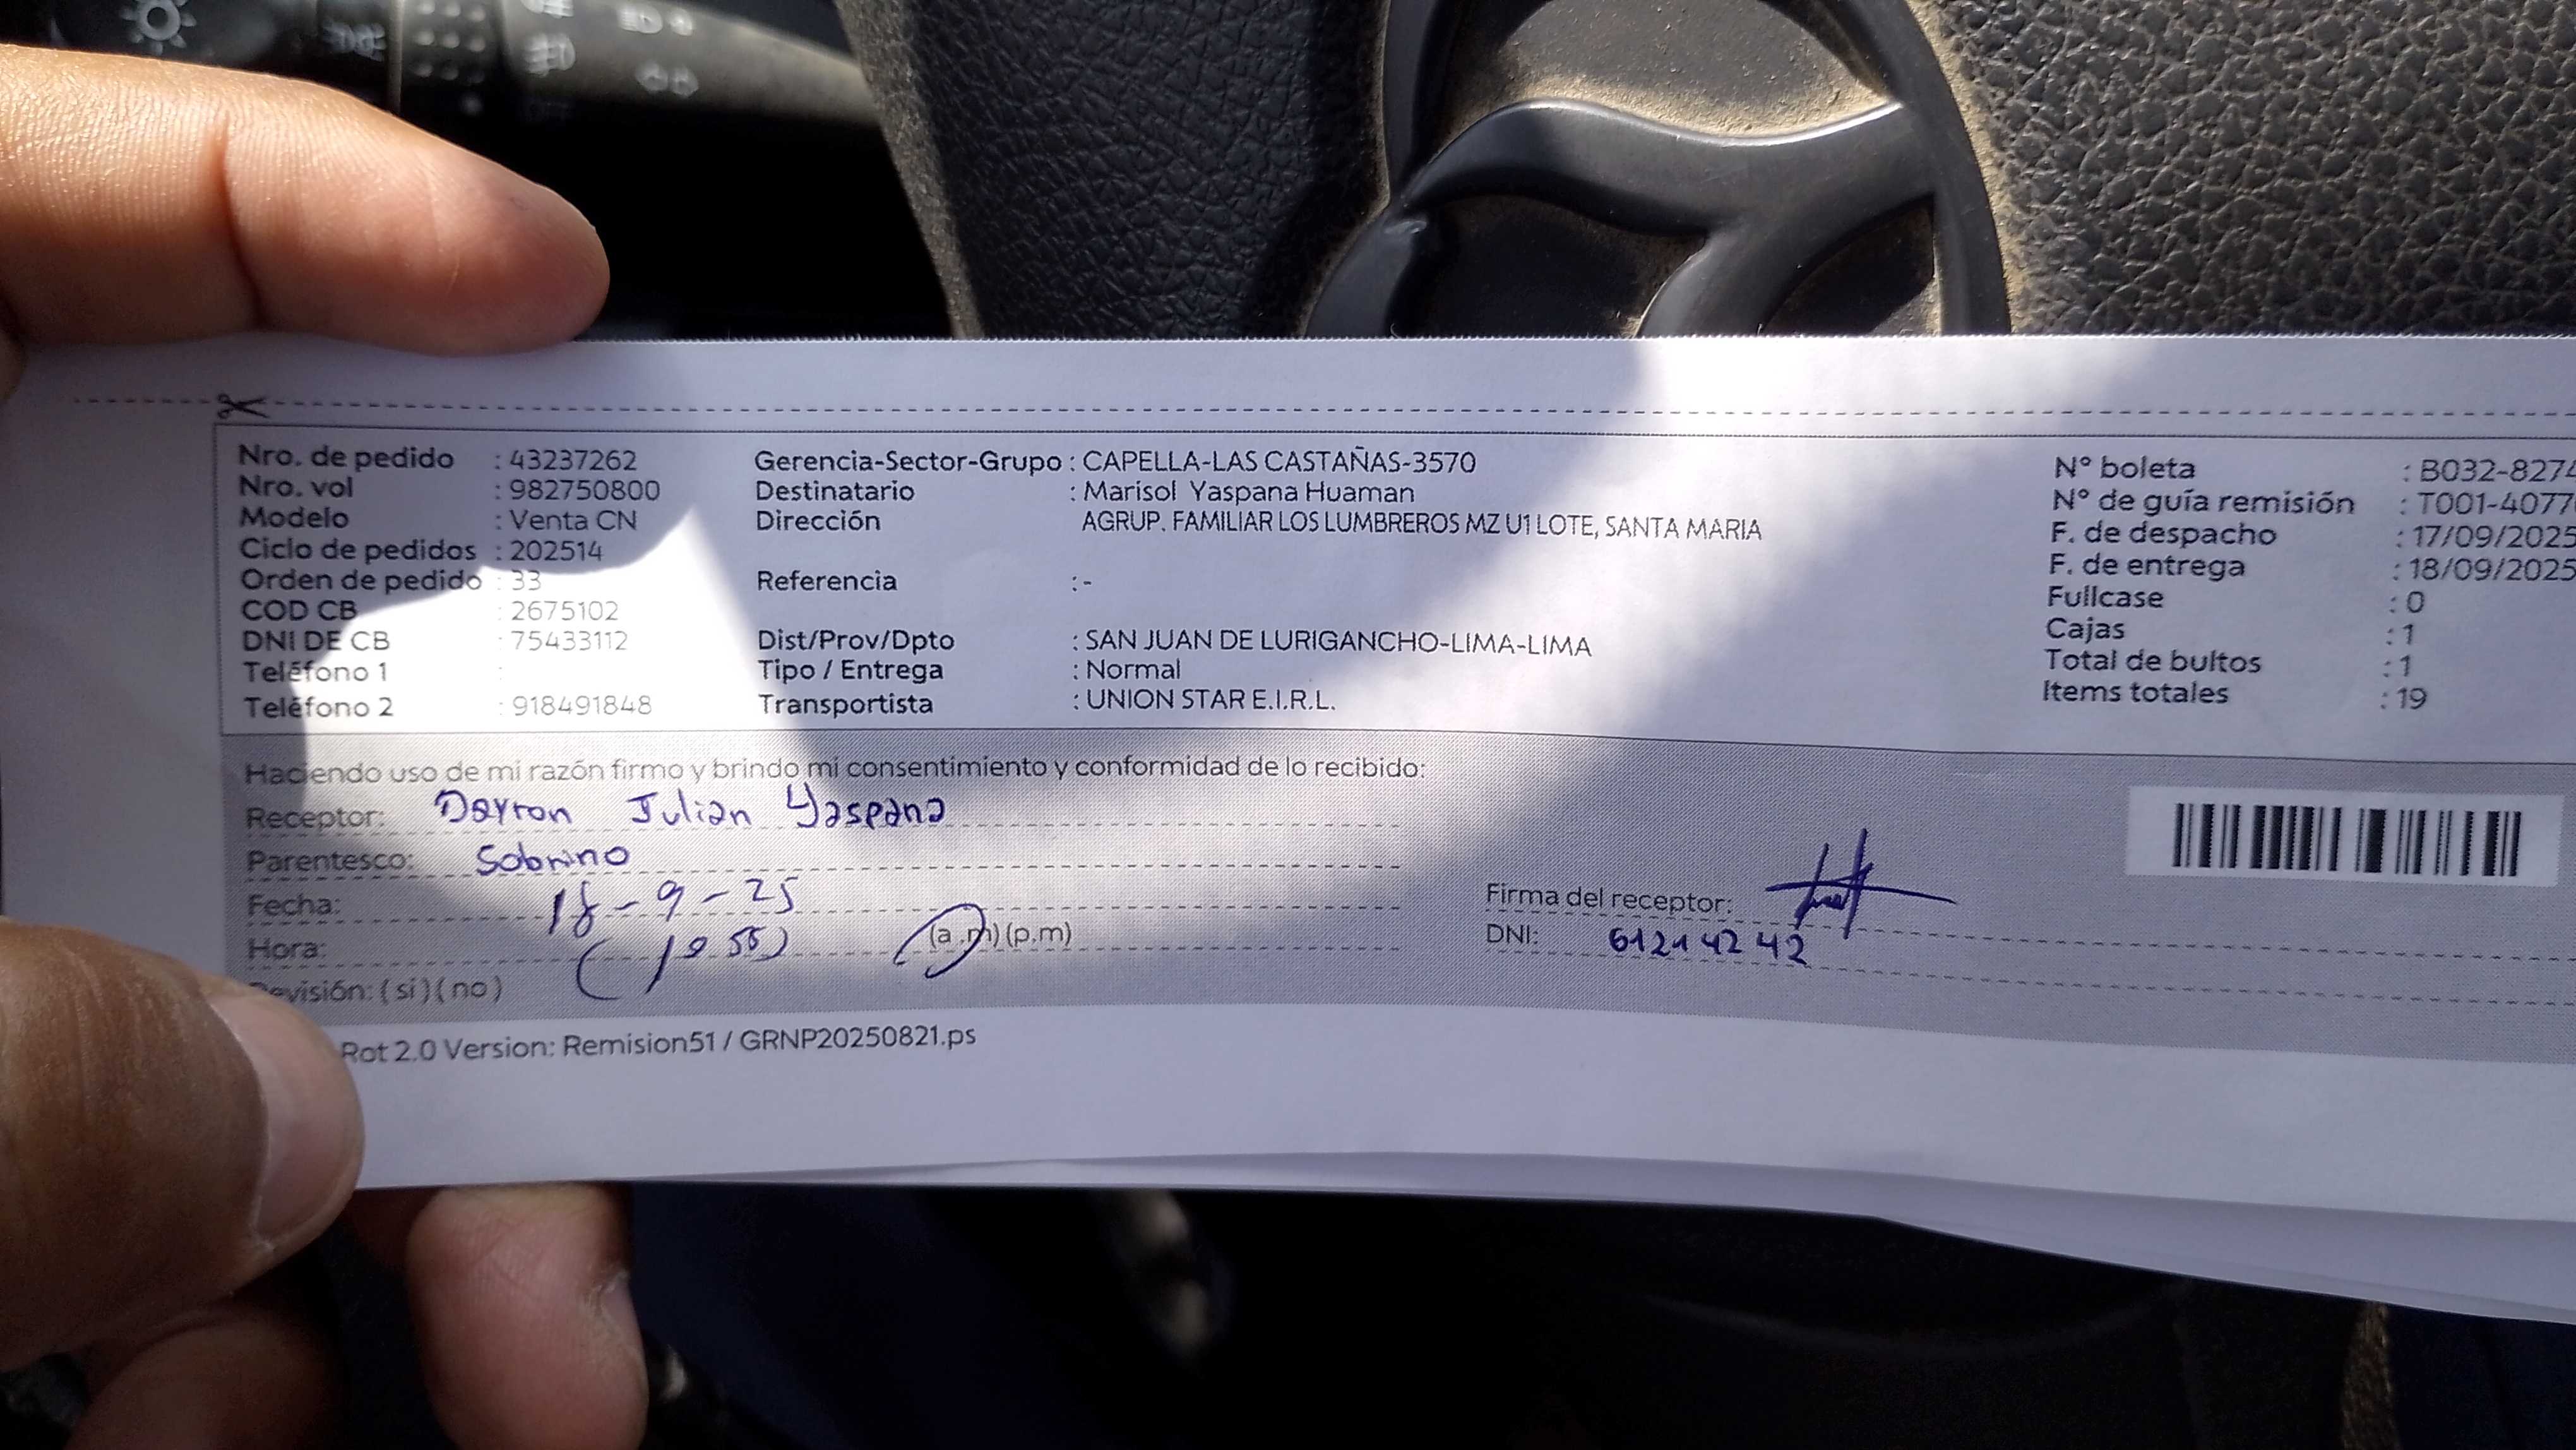 Nro. de pedido : 43237262
Nro. vol : 982750800
Modelo : Venta CN
Ciclo de pedidos : 202514
Orden de pedido : 33
COD CB : 2675102
DNI DE CB : 75433112
Teléfono 1 :
Teléfono 2 : 918491848
Gerencia-Sector-Grupo : CAPELLA-LAS CASTAÑAS-3570
Destinatario : Marisol Yaspana Huaman
Dirección AGRUP. FAMILIAR LOS LUMBREROS MZ U1 LOTE, SANTA MARIA
Referencia : -
Dist/Prov/Dpto : SAN JUAN DE LURIGANCHO-LIMA-LIMA
Tipo / Entrega : Normal
Transportista : UNION STAR E.I.R.L.
N° boleta : B032-8274
N° de guía remisión : T001-4077
F. de despacho : 17/09/2025
F. de entrega : 18/09/2025
Fullcase : 0
Cajas : 1
Total de bultos : 1
Items totales : 19
Haciendo uso de mi razón firmo y brindo mi consentimiento y conformidad de lo recibido:
Receptor: Dayron Julian Yaspana
Parentesco: Sobrino
Fecha: 18-9-25
Hora: (10 55) (a.m) (p.m)
Revisión: (si) (no)
Firma del receptor:
DNI: 61214242
Rot 2.0 Version: Remision51 / GRNP20250821.ps